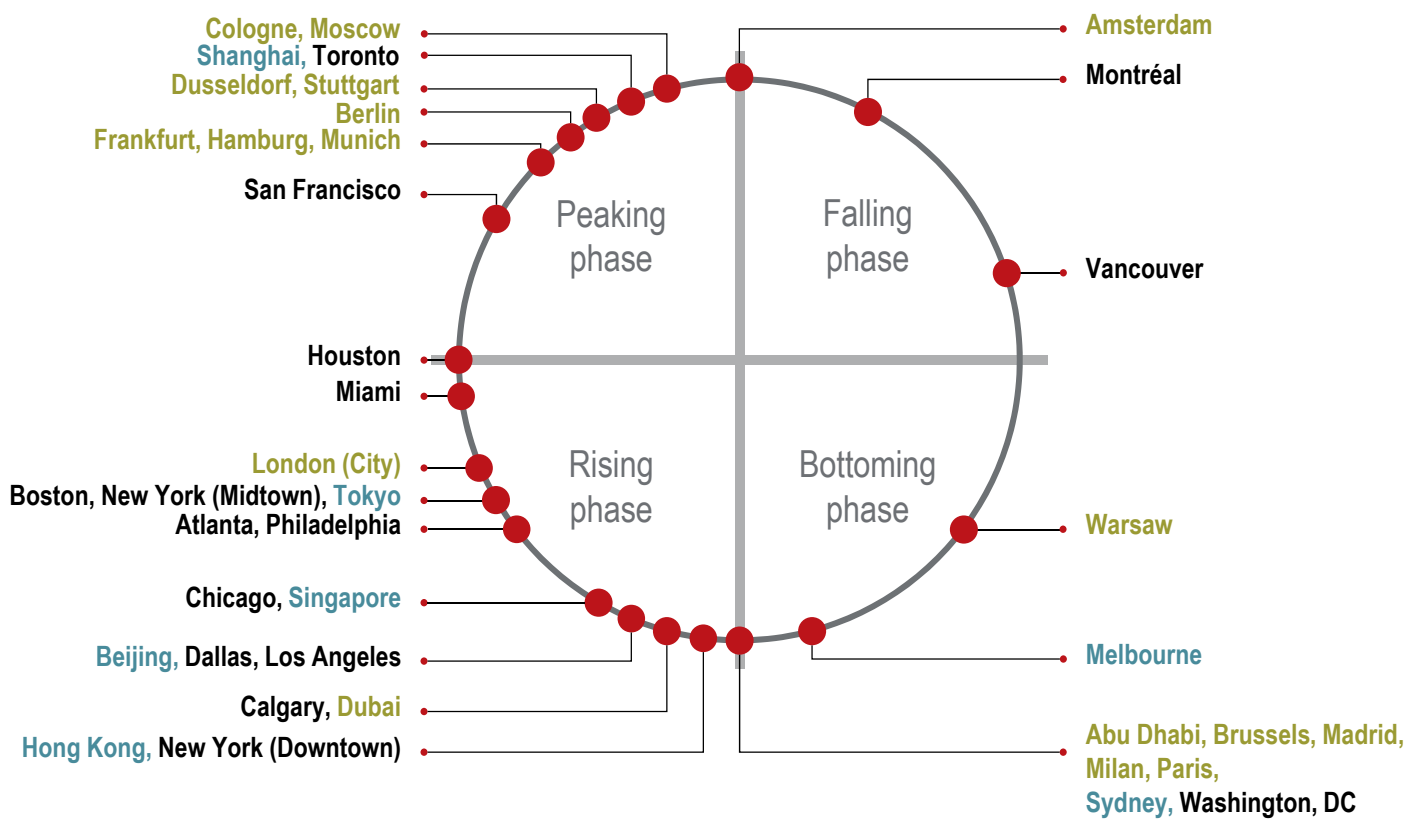 Cologne, Moscow
Shanghai, Toronto
Dusseldorf, Stuttgart
Berlin
Frankfurt, Hamburg, Munich
San Francisco
Houston
Miami
London (City)
Boston, New York (Midtown), Tokyo
Atlanta, Philadelphia
Chicago, Singapore
Beijing, Dallas, Los Angeles
Calgary, Dubai
Hong Kong, New York (Downtown)
Peaking
phase
Falling
phase
Rising
phase
Bottoming
phase
Amsterdam
Montréal
Vancouver
Warsaw
Melbourne
Abu Dhabi, Brussels, Madrid,
Milan, Paris,
Sydney, Washington, DC